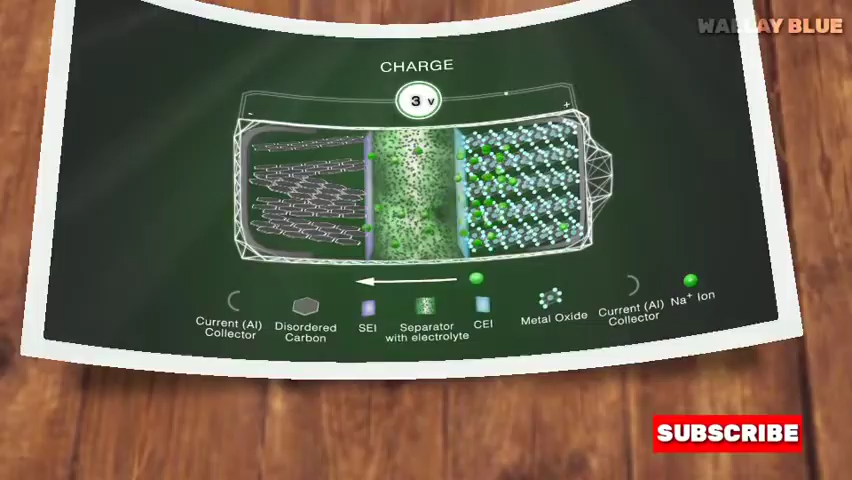 WARLAY BLUE
CHARGE
3 v
- +
Current (Al)
Collector
Disordered
Carbon
SEI
Separator
with electrolyte
CEI
Metal Oxide
Current (Al)
Collector
Na⁺ Ion
SUBSCRIBE